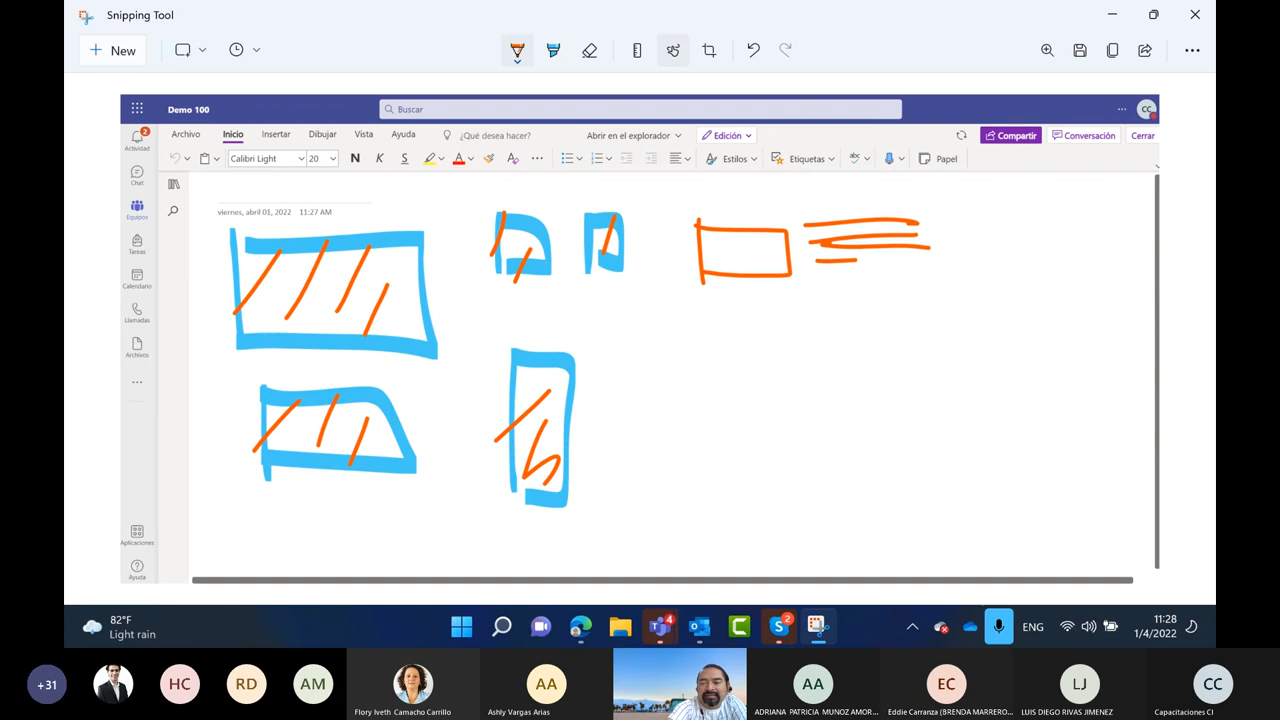 Snipping Tool
New
Demo 100
Buscar
CC
2
Archivo
Inicio
Insertar
Dibujar
Vista
Ayuda
¿Qué desea hacer?
Abrir en el explorador
Edición
Compartir
Conversación
Cerrar
Calibri Light
20
N
K
S
A
Estilos
Etiquetas
Papel
Actividad
Chat
Equipos
Tareas
Calendario
Llamadas
Archivos
Aplicaciones
Ayuda
viernes, abril 01, 2022 11:27 AM
82°F
Light rain
4
2
ENG
11:28
1/4/2022
+31
HC
RD
AM
Flory Iveth Camacho Carrillo
AA
Ashly Vargas Arias
AA
ADRIANA PATRICIA MUNOZ AMOR...
EC
Eddie Carranza (BRENDA MARRERO...
LJ
LUIS DIEGO RIVAS JIMENEZ
CC
Capacitaciones CI